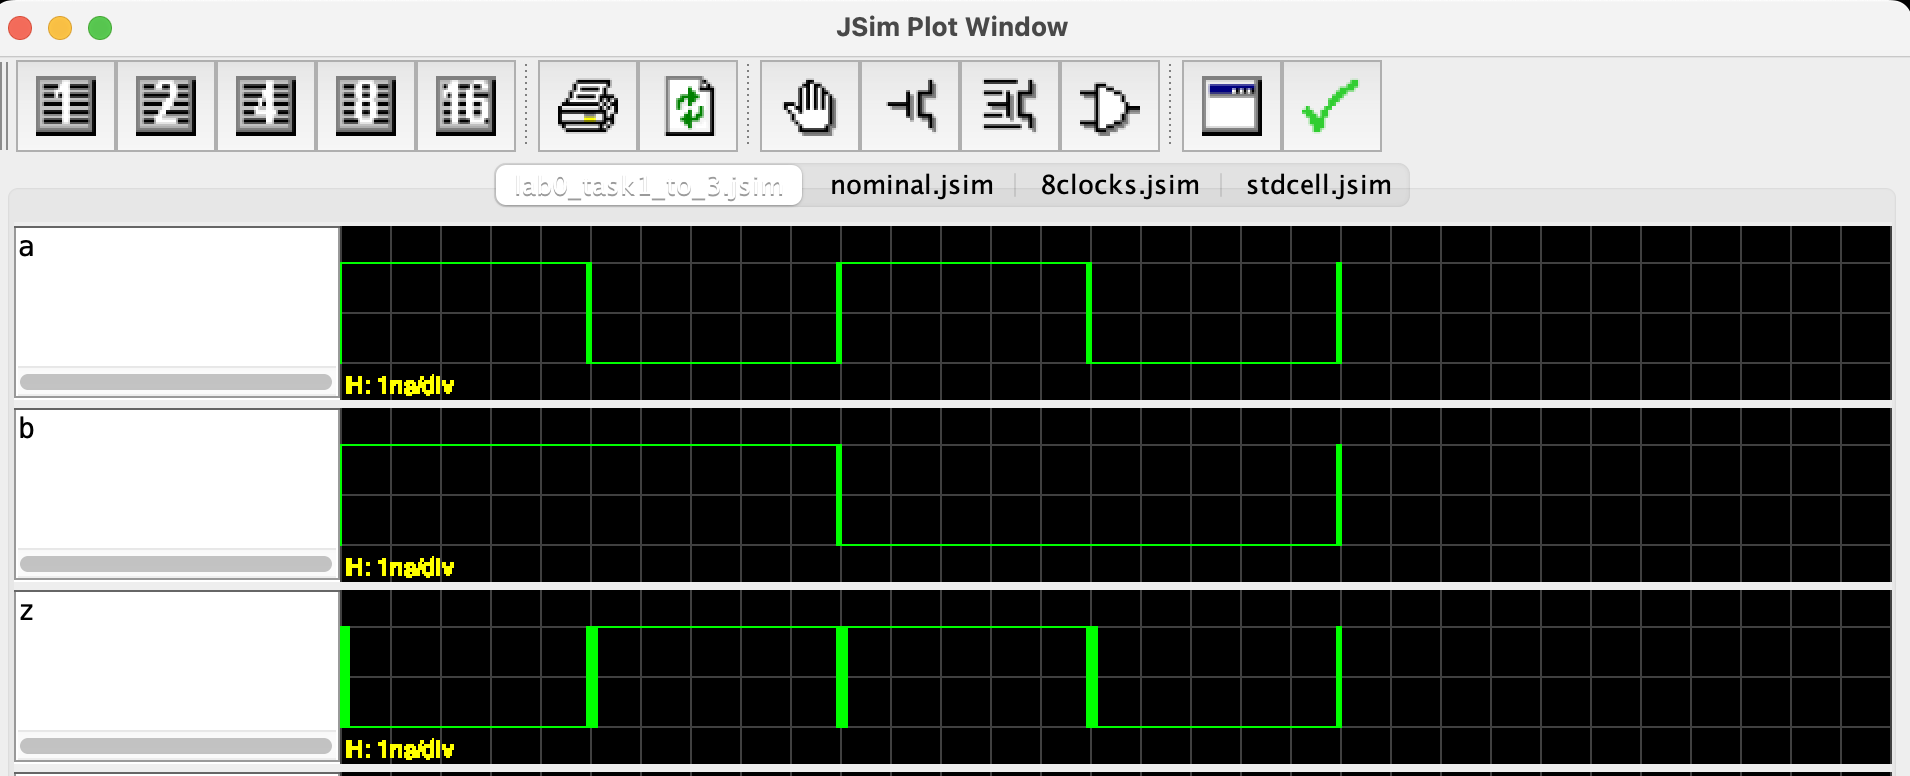 JSim Plot Window
1 2 4 8 16
lab0_task1_to_3.jsim nominal.jsim 8clocks.jsim stdcell.jsim
a
H: 1ns/div
b
H: 1ns/div
z
H: 1ns/div